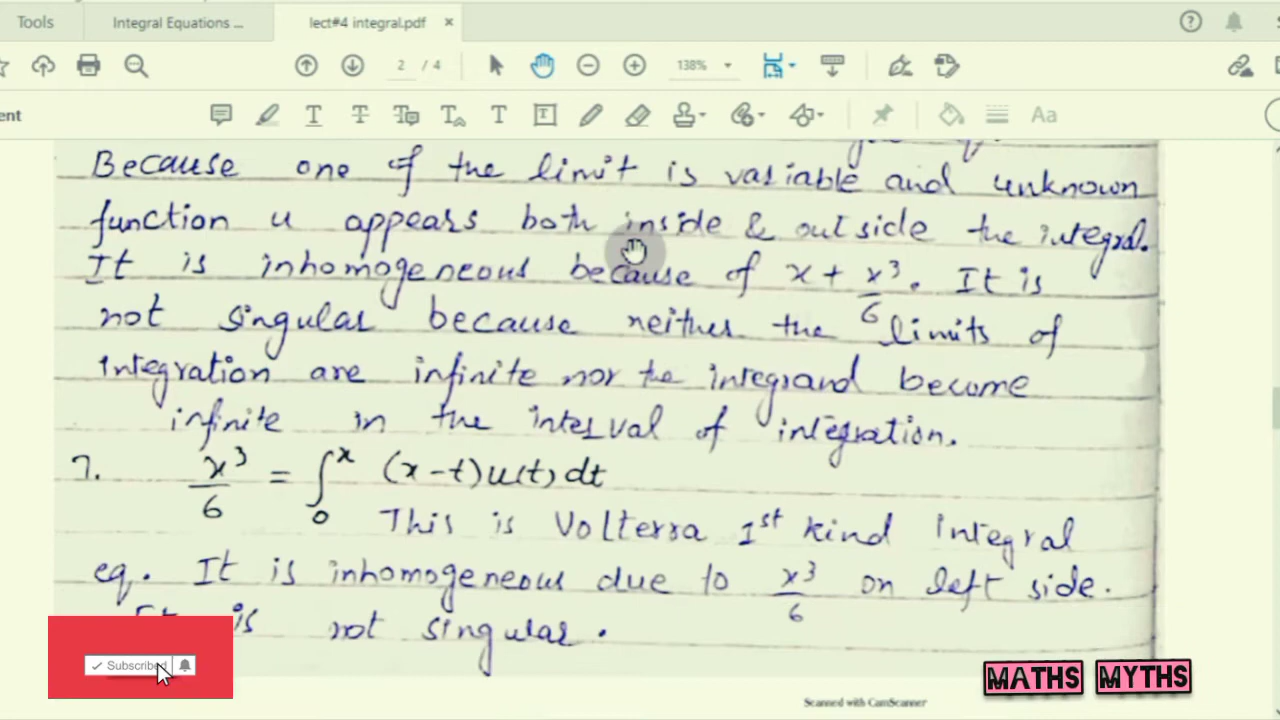 Tools Integral Equations ... lect#4 integral.pdf ×
2 / 4 138%
ent Aa
Because one of the limit is variable and unknown
function u appears both inside & outside the integral.
It is inhomogeneous because of x + x³/6. It is
not singular because neither the limits of
integration are infinite nor the integrand become
infinite in the interval of integration.
7. x³/6 = ∫₀ˣ (x-t)u(t) dt
This is Volterra 1st kind Integral
eq. It is inhomogeneous due to x³/6 on left side.
is not singular.
Subscribed
MATHS MYTHS
Scanned with CamScanner